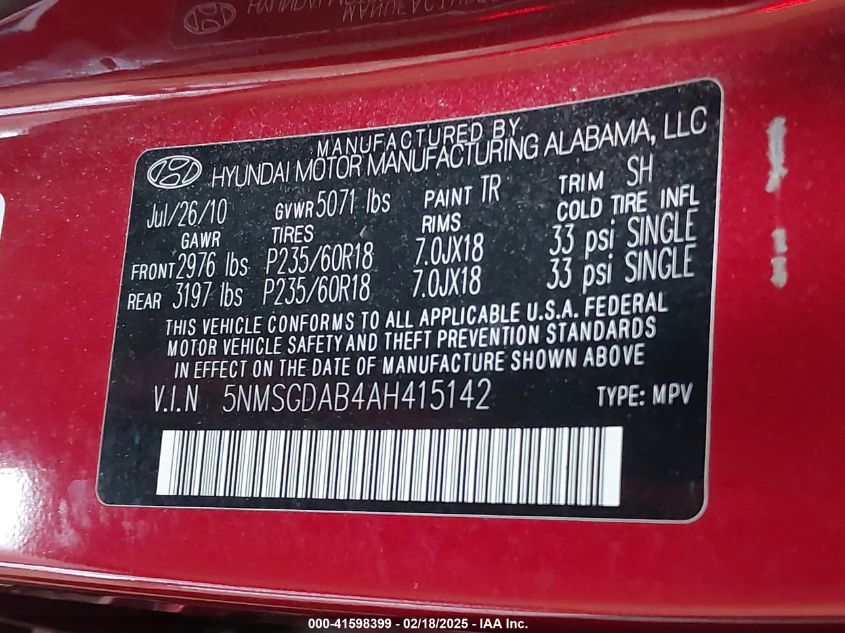 MANUFACTURED BY
HYUNDAI MOTOR MANUFACTURING ALABAMA, LLC
Jul/26/10 GVWR 5071 lbs PAINT TR TRIM SH
GAWR TIRES RIMS COLD TIRE INFL
FRONT 2976 lbs P235/60R18 7.0JX18 33 psi SINGLE
REAR 3197 lbs P235/60R18 7.0JX18 33 psi SINGLE
THIS VEHICLE CONFORMS TO ALL APPLICABLE U.S.A. FEDERAL
MOTOR VEHICLE SAFETY AND THEFT PREVENTION STANDARDS
IN EFFECT ON THE DATE OF MANUFACTURE SHOWN ABOVE
V.I.N 5NMSGDAB4AH415142 TYPE: MPV
000-41598399 - 02/18/2025 - IAA Inc.